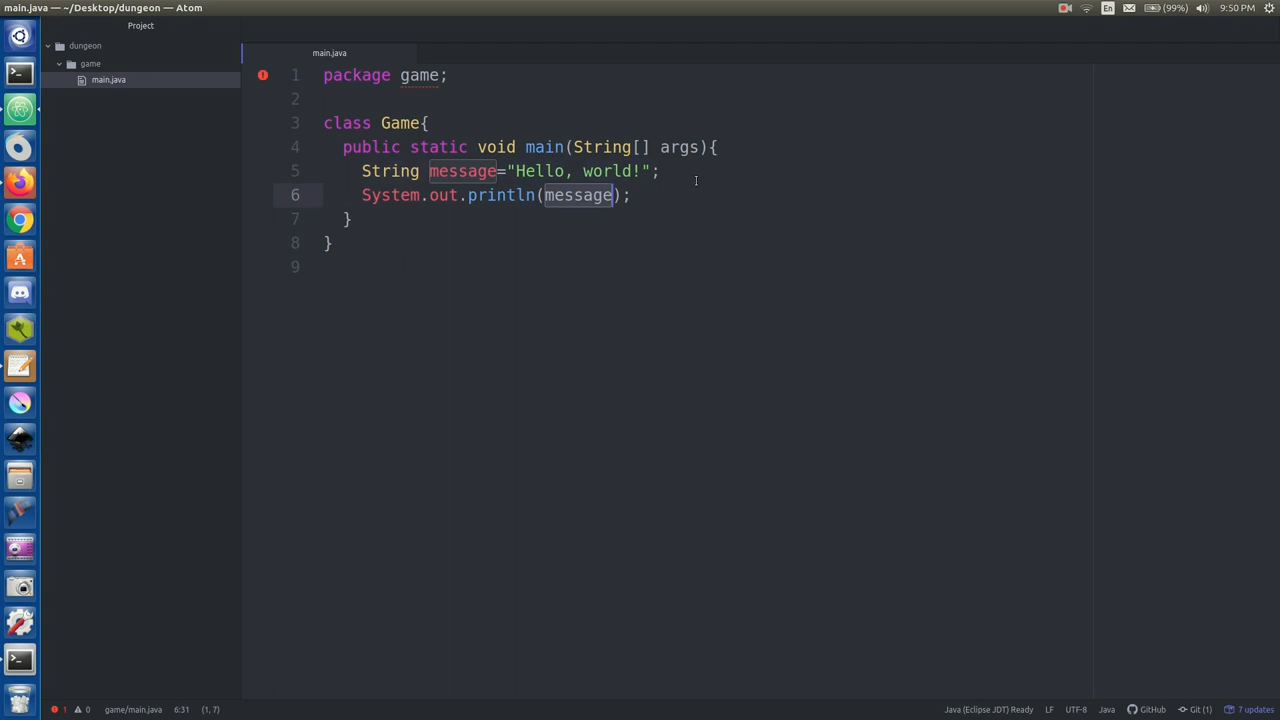 main.java — ~/Desktop/dungeon — Atom
En
(99%)
9:50 PM
Project
dungeon
game
main.java
main.java
1 package game;
2
3 class Game{
4 public static void main(String[] args){
5 String message="Hello, world!";
6 System.out.println(message);
7 }
8 }
9
1 0 game/main.java 6:31 (1, 7)
Java (Eclipse JDT) Ready LF UTF-8 Java GitHub Git (1) 7 updates